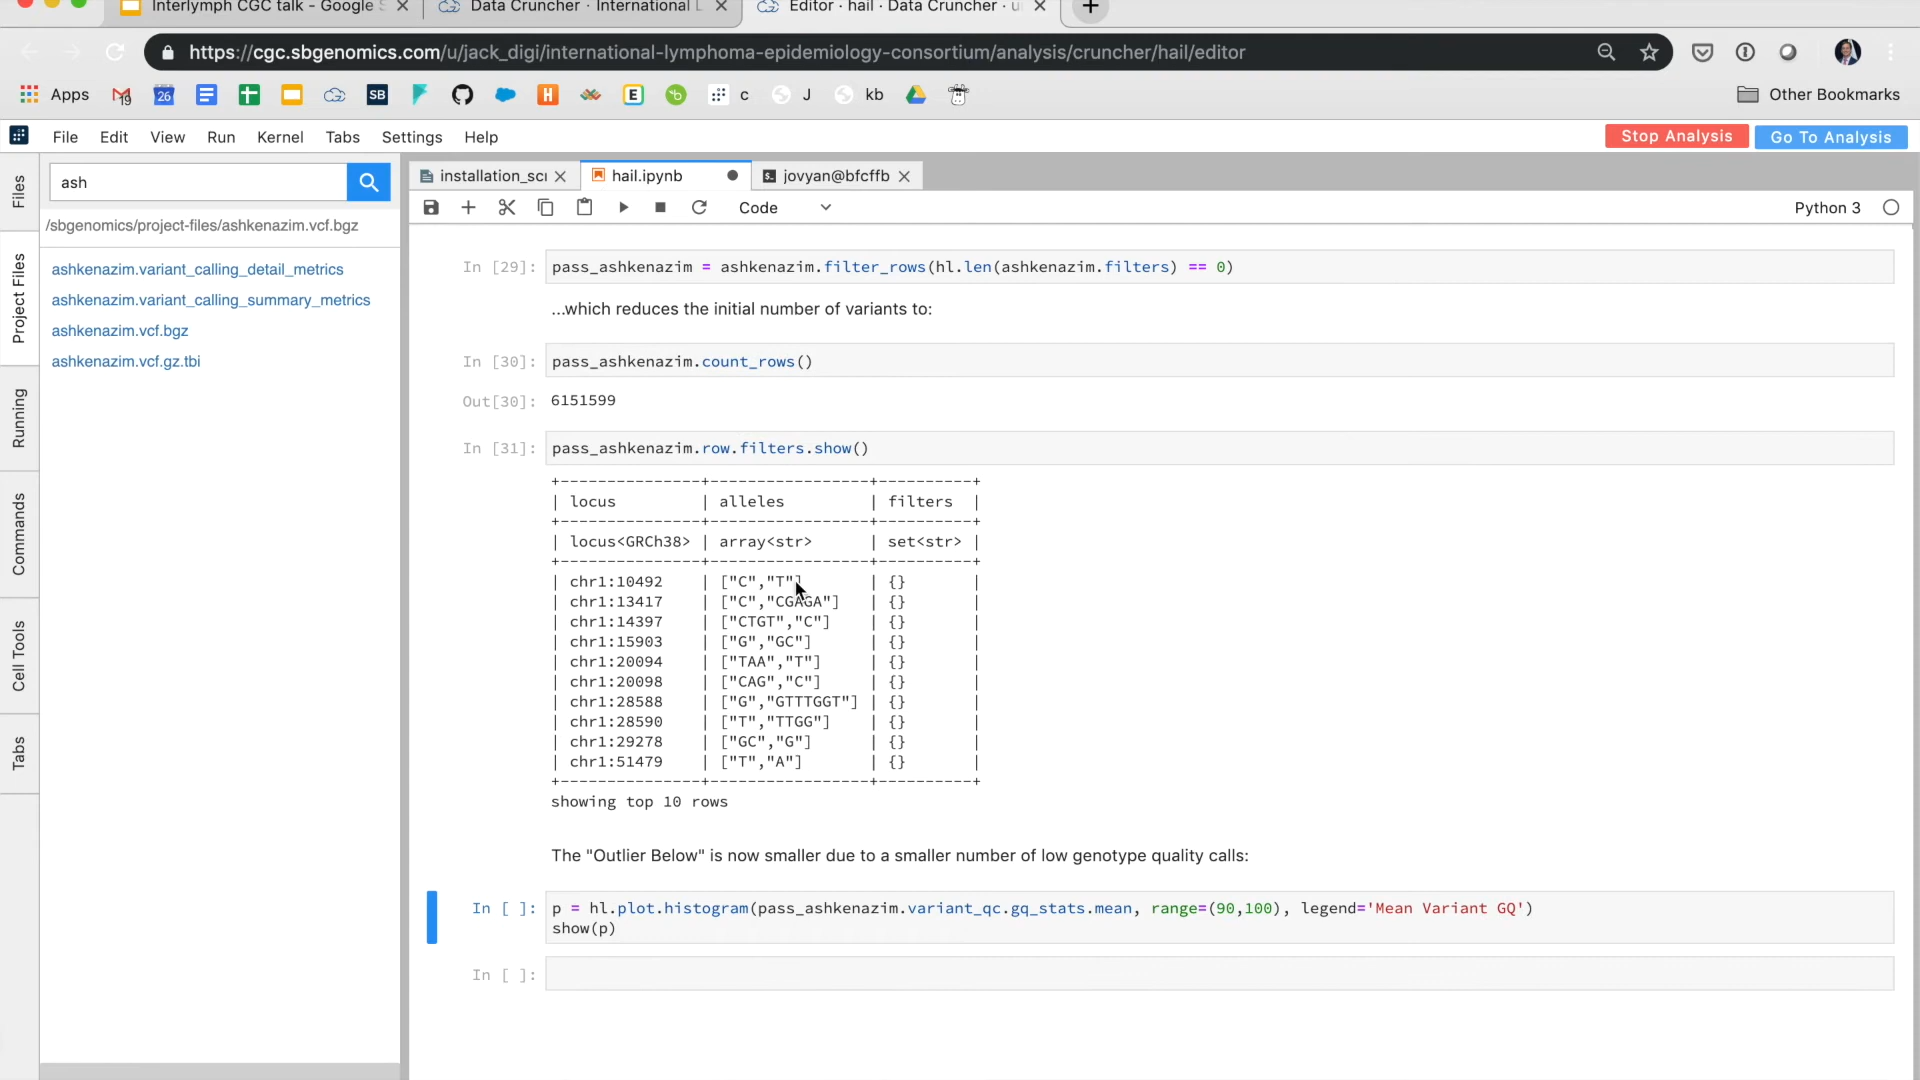 Interlymph CGC talk - Google S
Data Cruncher · International L
Editor · hail · Data Cruncher · u
https://cgc.sbgenomics.com/u/jack_digi/international-lymphoma-epidemiology-consortium/analysis/cruncher/hail/editor
Apps
19
26
SB
H
E
c
J
kb
Other Bookmarks
File
Edit
View
Run
Kernel
Tabs
Settings
Help
Stop Analysis
Go To Analysis
Files
Project Files
Running
Commands
Cell Tools
Tabs
ash
/sbgenomics/project-files/ashkenazim.vcf.bgz
ashkenazim.variant_calling_detail_metrics
ashkenazim.variant_calling_summary_metrics
ashkenazim.vcf.bgz
ashkenazim.vcf.gz.tbi
installation_scr
hail.ipynb
jovyan@bfcffb
Code
Python 3
In [29]: pass_ashkenazim = ashkenazim.filter_rows(hl.len(ashkenazim.filters) == 0)
...which reduces the initial number of variants to:
In [30]: pass_ashkenazim.count_rows()
Out[30]: 6151599
In [31]: pass_ashkenazim.row.filters.show()
+---------------+-----------------+----------+
| locus         | alleles         | filters  |
+---------------+-----------------+----------+
| locus<GRCh38> | array<str>      | set<str> |
+---------------+-----------------+----------+
| chr1:10492    | ["C","T"]       | {}       |
| chr1:13417    | ["C","CGAGA"]   | {}       |
| chr1:14397    | ["CTGT","C"]    | {}       |
| chr1:15903    | ["G","GC"]      | {}       |
| chr1:20094    | ["TAA","T"]     | {}       |
| chr1:20098    | ["CAG","C"]     | {}       |
| chr1:28588    | ["G","GTTTGGT"] | {}       |
| chr1:28590    | ["T","TTGG"]    | {}       |
| chr1:29278    | ["GC","G"]      | {}       |
| chr1:51479    | ["T","A"]       | {}       |
+---------------+-----------------+----------+
showing top 10 rows
The "Outlier Below" is now smaller due to a smaller number of low genotype quality calls:
In [ ]: p = hl.plot.histogram(pass_ashkenazim.variant_qc.gq_stats.mean, range=(90,100), legend='Mean Variant GQ')
show(p)
In [ ]: